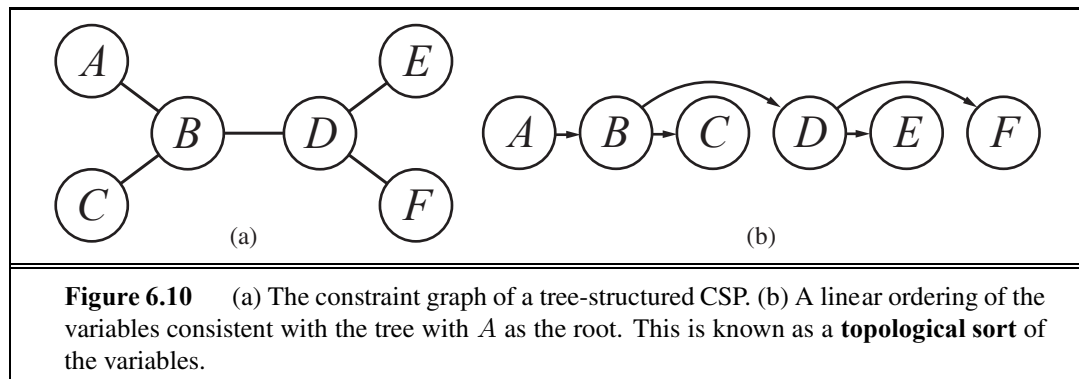 A
E
B
D
C
F
A B C D E F
(a)
(b)
Figure 6.10 (a) The constraint graph of a tree-structured CSP. (b) A linear ordering of the
variables consistent with the tree with A as the root. This is known as a topological sort of
the variables.